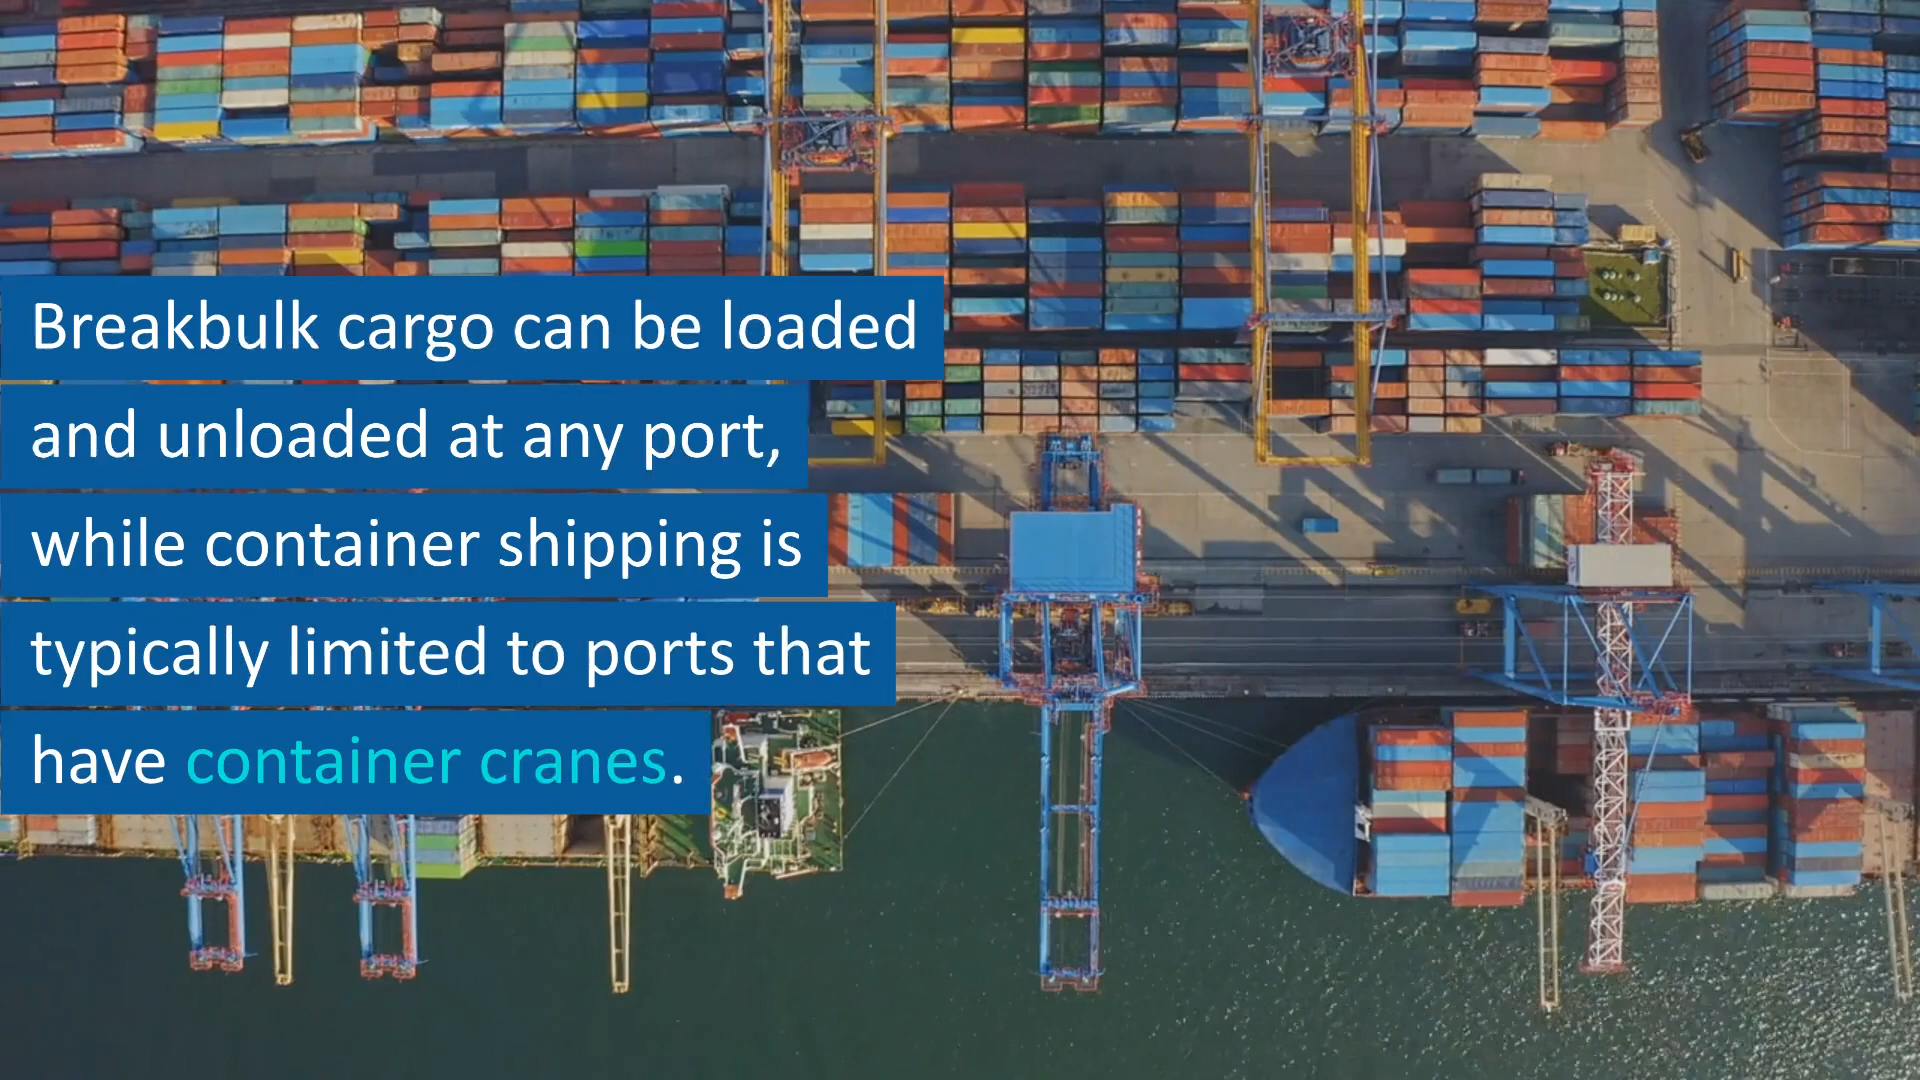 Breakbulk cargo can be loaded
and unloaded at any port,
while container shipping is
typically limited to ports that
have container cranes.